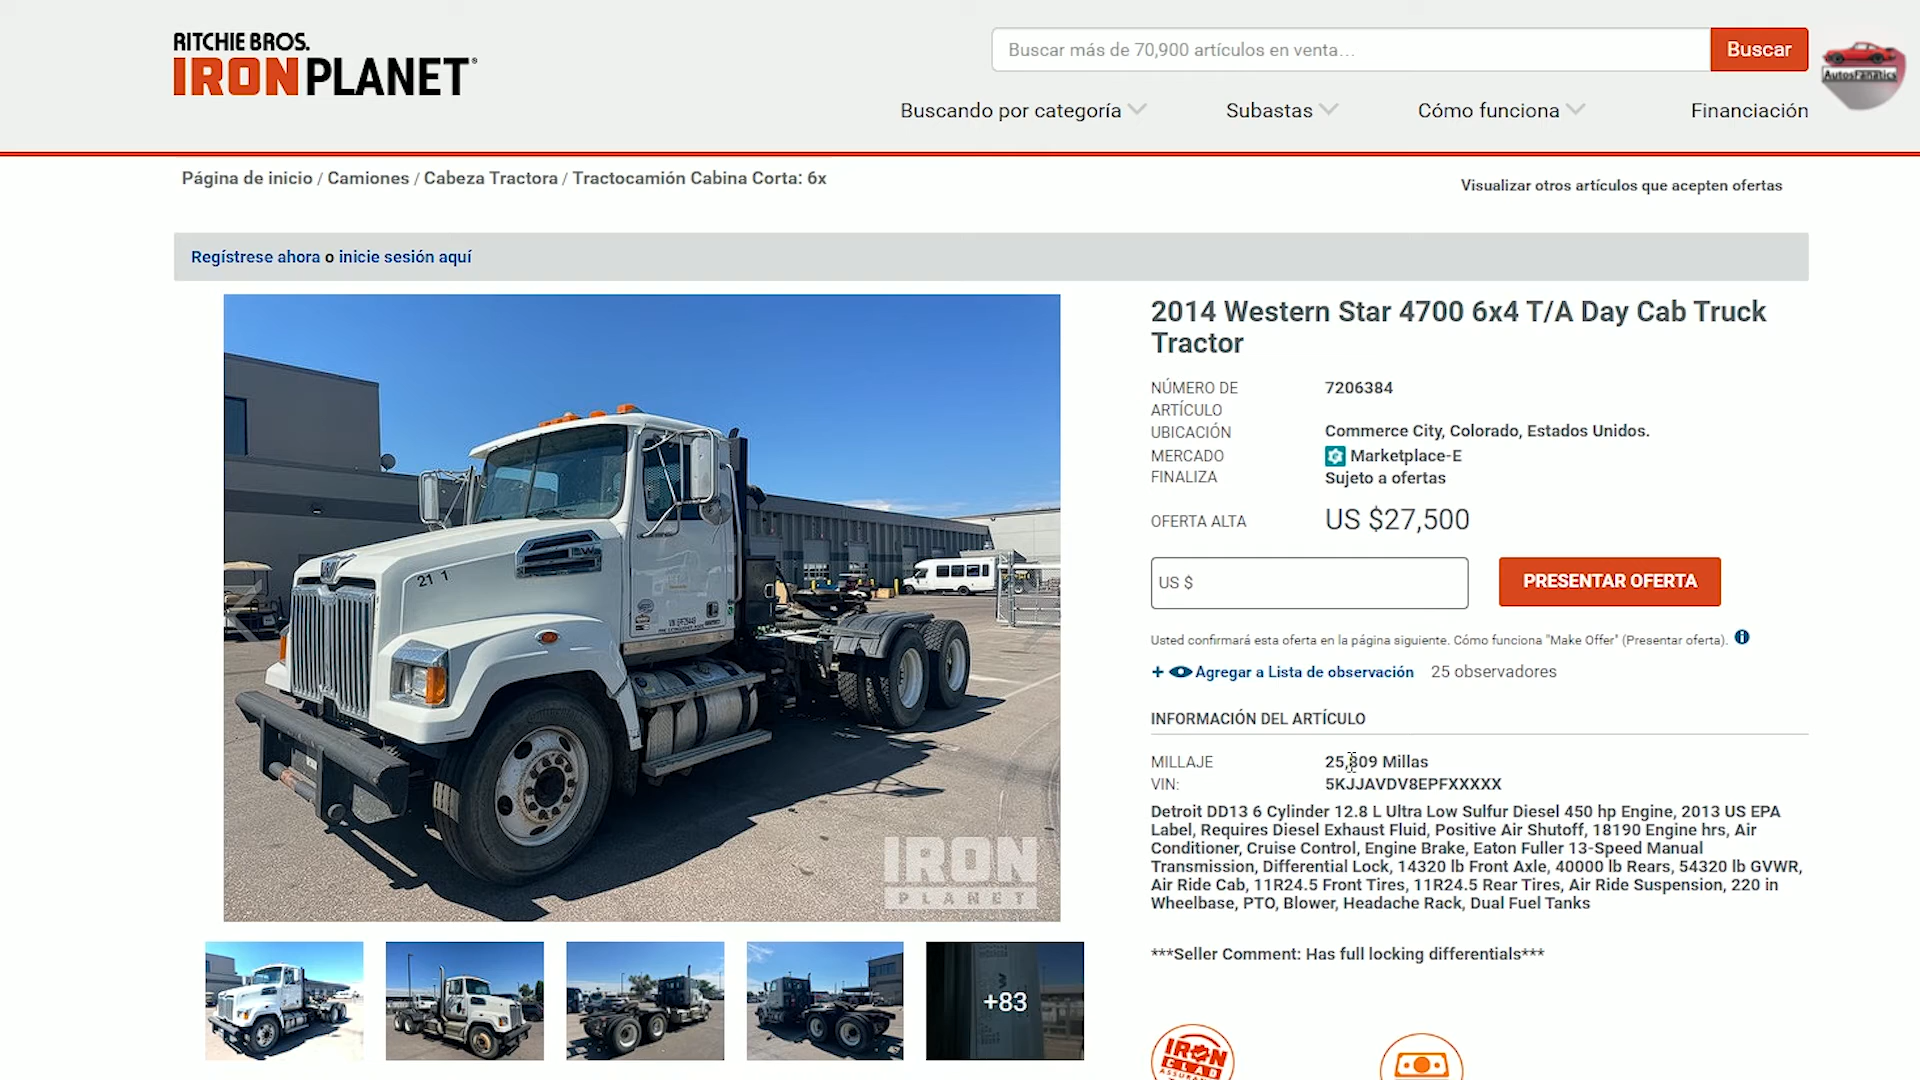 RITCHIE BROS.
IRONPLANET
Buscar más de 70,900 artículos en venta…
Buscar
AutosFanatics
Buscando por categoría
Subastas
Cómo funciona
Financiación
Página de inicio / Camiones / Cabeza Tractora / Tractocamión Cabina Corta: 6x
Visualizar otros artículos que acepten ofertas
Regístrese ahora o inicie sesión aquí
21 1
IRON
PLANET
+83
2014 Western Star 4700 6x4 T/A Day Cab Truck
Tractor
NÚMERO DE
ARTÍCULO
7206384
UBICACIÓN
Commerce City, Colorado, Estados Unidos.
MERCADO
Marketplace-E
FINALIZA
Sujeto a ofertas
OFERTA ALTA
US $27,500
US $
PRESENTAR OFERTA
Usted confirmará esta oferta en la página siguiente. Cómo funciona "Make Offer" (Presentar oferta).
+ Agregar a Lista de observación 25 observadores
INFORMACIÓN DEL ARTÍCULO
MILLAJE
25,809 Millas
VIN:
5KJJAVDV8EPFXXXXX
Detroit DD13 6 Cylinder 12.8 L Ultra Low Sulfur Diesel 450 hp Engine, 2013 US EPA
Label, Requires Diesel Exhaust Fluid, Positive Air Shutoff, 18190 Engine hrs, Air
Conditioner, Cruise Control, Engine Brake, Eaton Fuller 13-Speed Manual
Transmission, Differential Lock, 14320 lb Front Axle, 40000 lb Rears, 54320 lb GVWR,
Air Ride Cab, 11R24.5 Front Tires, 11R24.5 Rear Tires, Air Ride Suspension, 220 in
Wheelbase, PTO, Blower, Headache Rack, Dual Fuel Tanks
***Seller Comment: Has full locking differentials***
IRON
CLAD